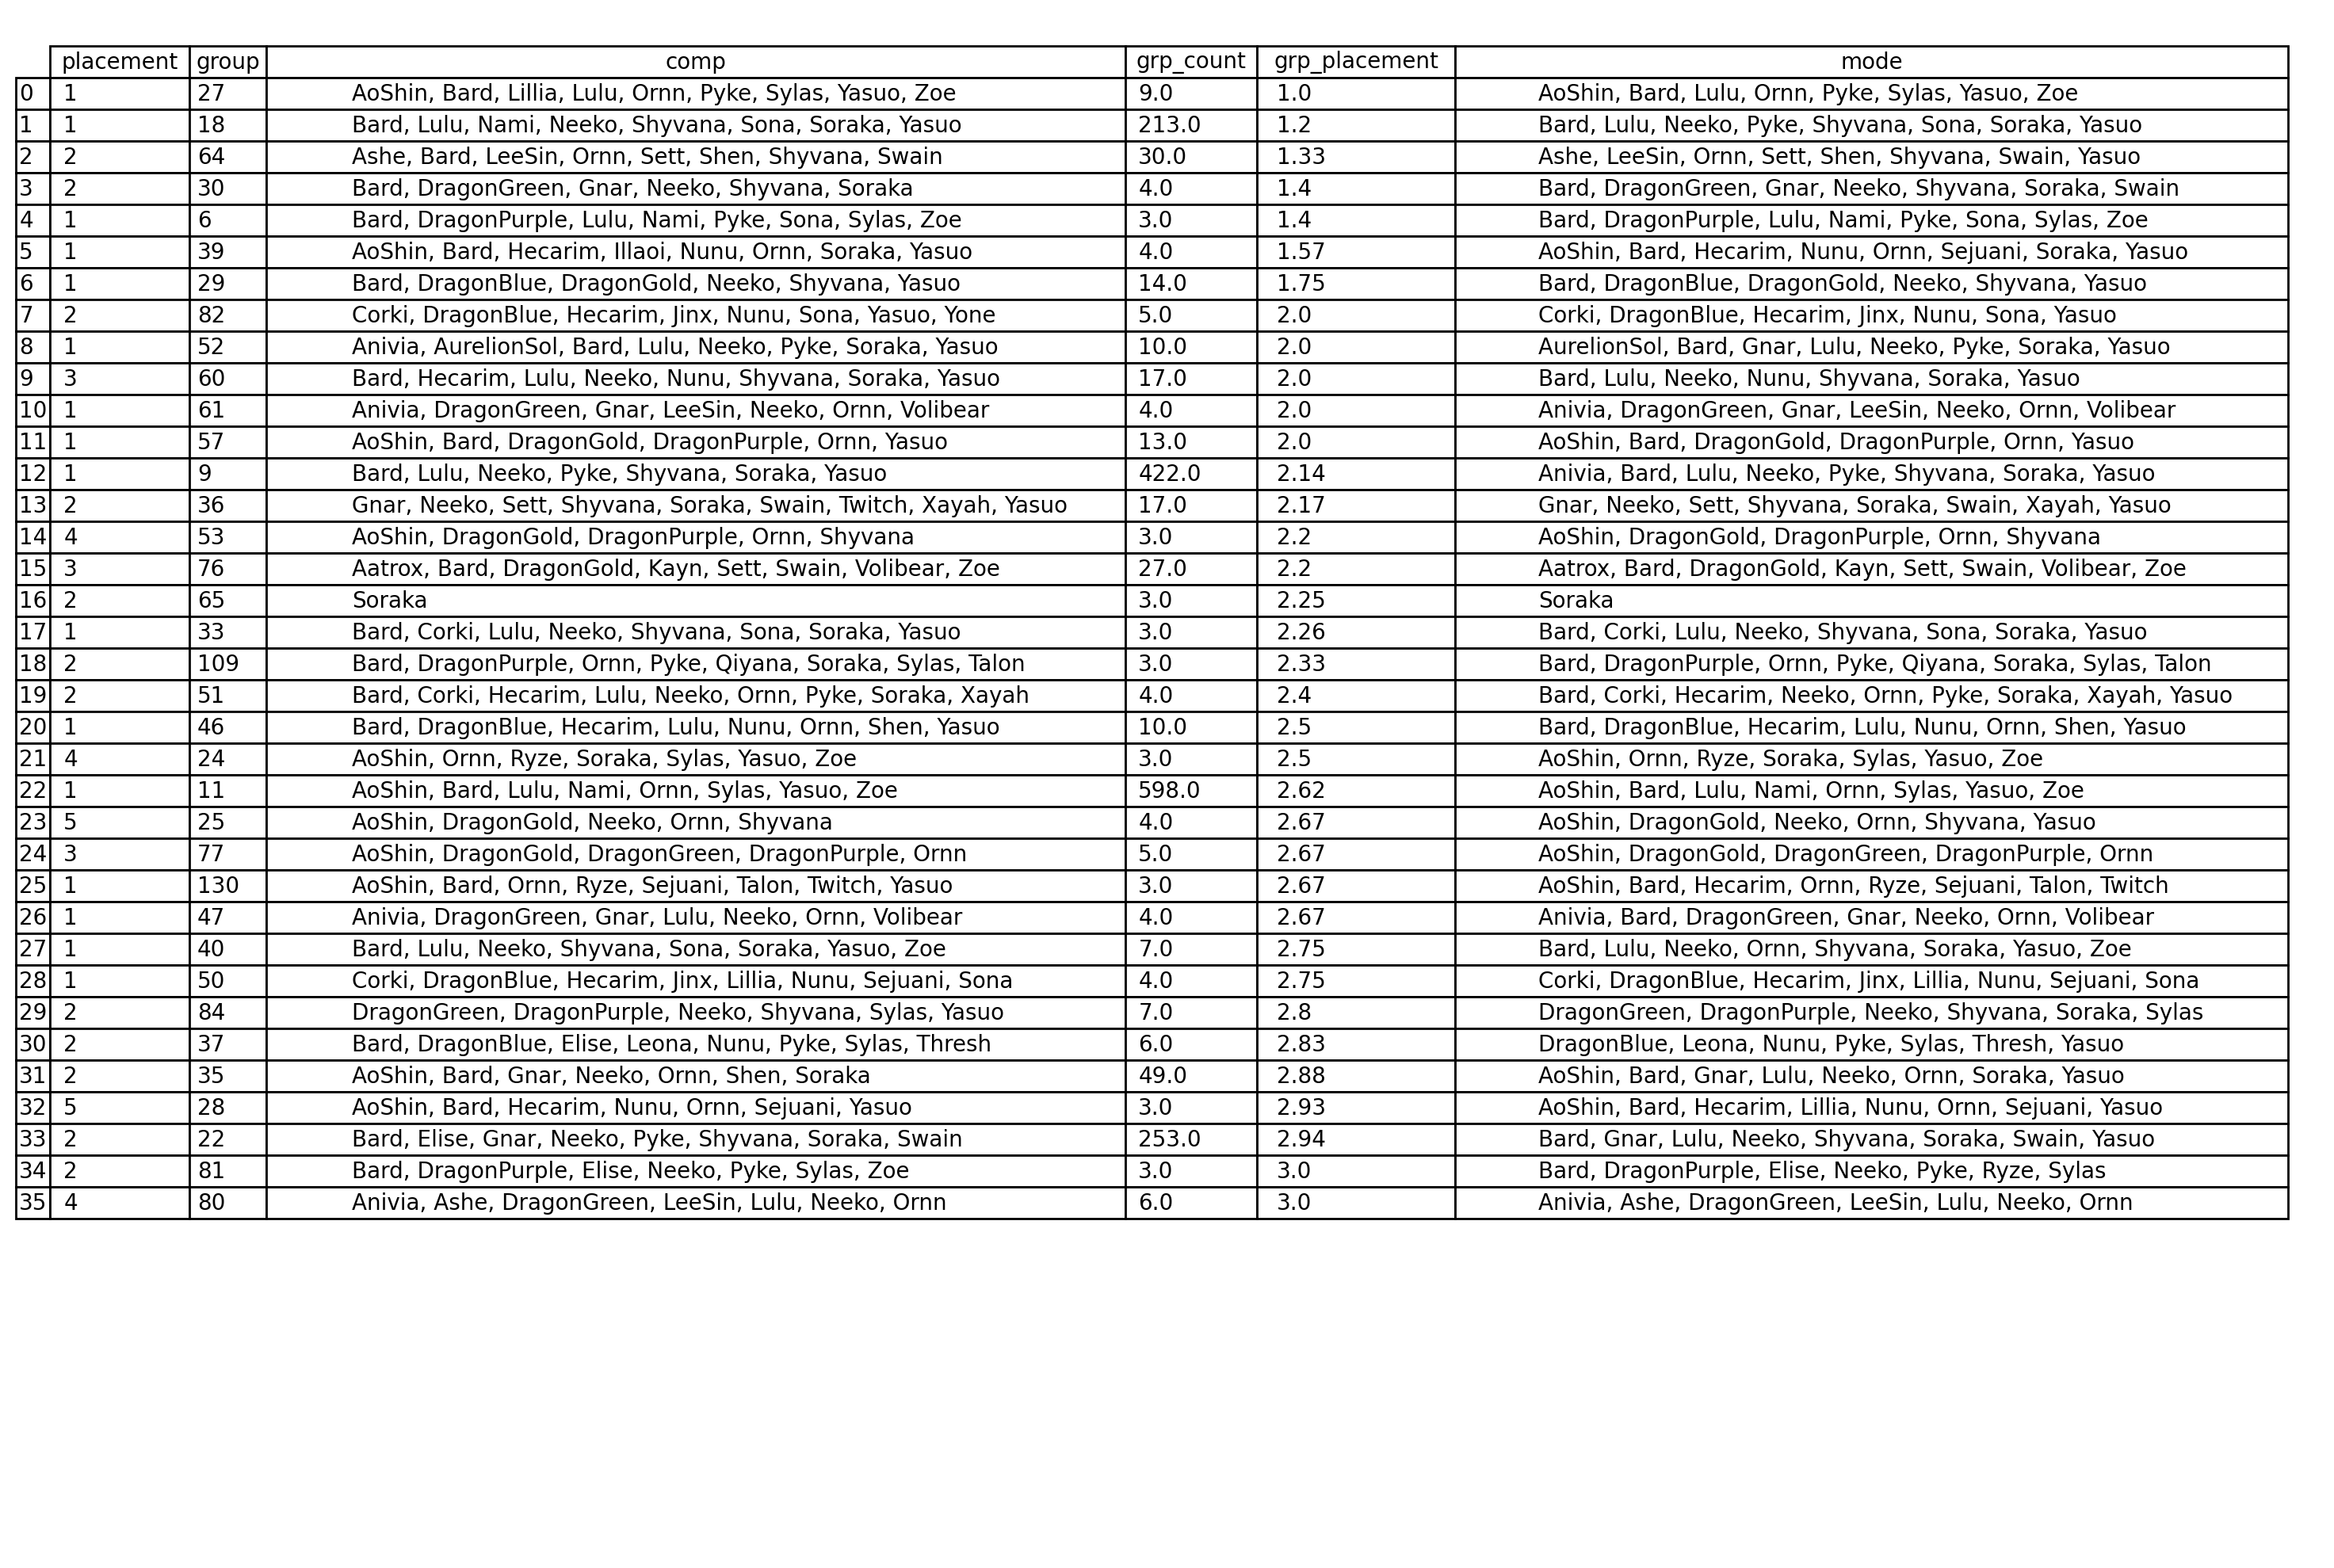 placement group comp grp_count grp_placement mode
0 1 27 AoShin, Bard, Lillia, Lulu, Ornn, Pyke, Sylas, Yasuo, Zoe 9.0 1.0 AoShin, Bard, Lulu, Ornn, Pyke, Sylas, Yasuo, Zoe
1 1 18 Bard, Lulu, Nami, Neeko, Shyvana, Sona, Soraka, Yasuo 213.0 1.2 Bard, Lulu, Neeko, Pyke, Shyvana, Sona, Soraka, Yasuo
2 2 64 Ashe, Bard, LeeSin, Ornn, Sett, Shen, Shyvana, Swain 30.0 1.33 Ashe, LeeSin, Ornn, Sett, Shen, Shyvana, Swain, Yasuo
3 2 30 Bard, DragonGreen, Gnar, Neeko, Shyvana, Soraka 4.0 1.4 Bard, DragonGreen, Gnar, Neeko, Shyvana, Soraka, Swain
4 1 6 Bard, DragonPurple, Lulu, Nami, Pyke, Sona, Sylas, Zoe 3.0 1.4 Bard, DragonPurple, Lulu, Nami, Pyke, Sona, Sylas, Zoe
5 1 39 AoShin, Bard, Hecarim, Illaoi, Nunu, Ornn, Soraka, Yasuo 4.0 1.57 AoShin, Bard, Hecarim, Nunu, Ornn, Sejuani, Soraka, Yasuo
6 1 29 Bard, DragonBlue, DragonGold, Neeko, Shyvana, Yasuo 14.0 1.75 Bard, DragonBlue, DragonGold, Neeko, Shyvana, Yasuo
7 2 82 Corki, DragonBlue, Hecarim, Jinx, Nunu, Sona, Yasuo, Yone 5.0 2.0 Corki, DragonBlue, Hecarim, Jinx, Nunu, Sona, Yasuo
8 1 52 Anivia, AurelionSol, Bard, Lulu, Neeko, Pyke, Soraka, Yasuo 10.0 2.0 AurelionSol, Bard, Gnar, Lulu, Neeko, Pyke, Soraka, Yasuo
9 3 60 Bard, Hecarim, Lulu, Neeko, Nunu, Shyvana, Soraka, Yasuo 17.0 2.0 Bard, Lulu, Neeko, Nunu, Shyvana, Soraka, Yasuo
10 1 61 Anivia, DragonGreen, Gnar, LeeSin, Neeko, Ornn, Volibear 4.0 2.0 Anivia, DragonGreen, Gnar, LeeSin, Neeko, Ornn, Volibear
11 1 57 AoShin, Bard, DragonGold, DragonPurple, Ornn, Yasuo 13.0 2.0 AoShin, Bard, DragonGold, DragonPurple, Ornn, Yasuo
12 1 9 Bard, Lulu, Neeko, Pyke, Shyvana, Soraka, Yasuo 422.0 2.14 Anivia, Bard, Lulu, Neeko, Pyke, Shyvana, Soraka, Yasuo
13 2 36 Gnar, Neeko, Sett, Shyvana, Soraka, Swain, Twitch, Xayah, Yasuo 17.0 2.17 Gnar, Neeko, Sett, Shyvana, Soraka, Swain, Xayah, Yasuo
14 4 53 AoShin, DragonGold, DragonPurple, Ornn, Shyvana 3.0 2.2 AoShin, DragonGold, DragonPurple, Ornn, Shyvana
15 3 76 Aatrox, Bard, DragonGold, Kayn, Sett, Swain, Volibear, Zoe 27.0 2.2 Aatrox, Bard, DragonGold, Kayn, Sett, Swain, Volibear, Zoe
16 2 65 Soraka 3.0 2.25 Soraka
17 1 33 Bard, Corki, Lulu, Neeko, Shyvana, Sona, Soraka, Yasuo 3.0 2.26 Bard, Corki, Lulu, Neeko, Shyvana, Sona, Soraka, Yasuo
18 2 109 Bard, DragonPurple, Ornn, Pyke, Qiyana, Soraka, Sylas, Talon 3.0 2.33 Bard, DragonPurple, Ornn, Pyke, Qiyana, Soraka, Sylas, Talon
19 2 51 Bard, Corki, Hecarim, Lulu, Neeko, Ornn, Pyke, Soraka, Xayah 4.0 2.4 Bard, Corki, Hecarim, Neeko, Ornn, Pyke, Soraka, Xayah, Yasuo
20 1 46 Bard, DragonBlue, Hecarim, Lulu, Nunu, Ornn, Shen, Yasuo 10.0 2.5 Bard, DragonBlue, Hecarim, Lulu, Nunu, Ornn, Shen, Yasuo
21 4 24 AoShin, Ornn, Ryze, Soraka, Sylas, Yasuo, Zoe 3.0 2.5 AoShin, Ornn, Ryze, Soraka, Sylas, Yasuo, Zoe
22 1 11 AoShin, Bard, Lulu, Nami, Ornn, Sylas, Yasuo, Zoe 598.0 2.62 AoShin, Bard, Lulu, Nami, Ornn, Sylas, Yasuo, Zoe
23 5 25 AoShin, DragonGold, Neeko, Ornn, Shyvana 4.0 2.67 AoShin, DragonGold, Neeko, Ornn, Shyvana, Yasuo
24 3 77 AoShin, DragonGold, DragonGreen, DragonPurple, Ornn 5.0 2.67 AoShin, DragonGold, DragonGreen, DragonPurple, Ornn
25 1 130 AoShin, Bard, Ornn, Ryze, Sejuani, Talon, Twitch, Yasuo 3.0 2.67 AoShin, Bard, Hecarim, Ornn, Ryze, Sejuani, Talon, Twitch
26 1 47 Anivia, DragonGreen, Gnar, Lulu, Neeko, Ornn, Volibear 4.0 2.67 Anivia, Bard, DragonGreen, Gnar, Neeko, Ornn, Volibear
27 1 40 Bard, Lulu, Neeko, Shyvana, Sona, Soraka, Yasuo, Zoe 7.0 2.75 Bard, Lulu, Neeko, Ornn, Shyvana, Soraka, Yasuo, Zoe
28 1 50 Corki, DragonBlue, Hecarim, Jinx, Lillia, Nunu, Sejuani, Sona 4.0 2.75 Corki, DragonBlue, Hecarim, Jinx, Lillia, Nunu, Sejuani, Sona
29 2 84 DragonGreen, DragonPurple, Neeko, Shyvana, Sylas, Yasuo 7.0 2.8 DragonGreen, DragonPurple, Neeko, Shyvana, Soraka, Sylas
30 2 37 Bard, DragonBlue, Elise, Leona, Nunu, Pyke, Sylas, Thresh 6.0 2.83 DragonBlue, Leona, Nunu, Pyke, Sylas, Thresh, Yasuo
31 2 35 AoShin, Bard, Gnar, Neeko, Ornn, Shen, Soraka 49.0 2.88 AoShin, Bard, Gnar, Lulu, Neeko, Ornn, Soraka, Yasuo
32 5 28 AoShin, Bard, Hecarim, Nunu, Ornn, Sejuani, Yasuo 3.0 2.93 AoShin, Bard, Hecarim, Lillia, Nunu, Ornn, Sejuani, Yasuo
33 2 22 Bard, Elise, Gnar, Neeko, Pyke, Shyvana, Soraka, Swain 253.0 2.94 Bard, Gnar, Lulu, Neeko, Shyvana, Soraka, Swain, Yasuo
34 2 81 Bard, DragonPurple, Elise, Neeko, Pyke, Sylas, Zoe 3.0 3.0 Bard, DragonPurple, Elise, Neeko, Pyke, Ryze, Sylas
35 4 80 Anivia, Ashe, DragonGreen, LeeSin, Lulu, Neeko, Ornn 6.0 3.0 Anivia, Ashe, DragonGreen, LeeSin, Lulu, Neeko, Ornn